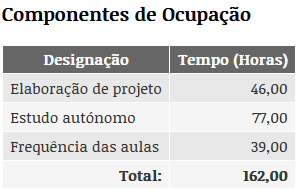 Componentes de Ocupação
Designação Tempo (Horas)
Elaboração de projeto 46,00
Estudo autónomo 77,00
Frequência das aulas 39,00
Total: 162,00